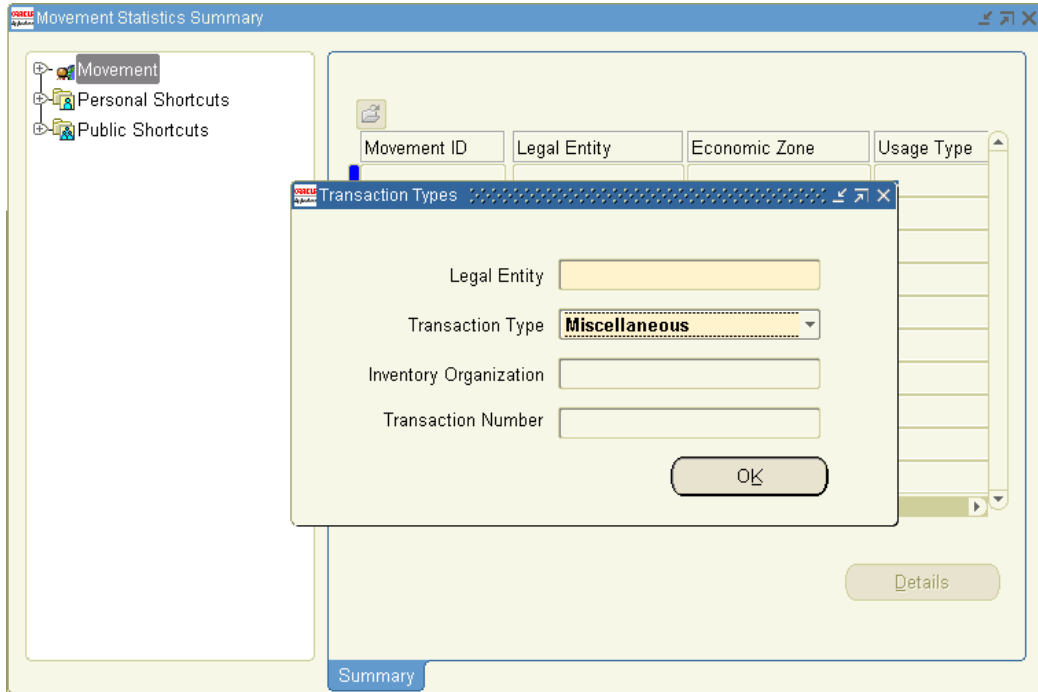 Movement Statistics Summary
Movement
Personal Shortcuts
Public Shortcuts
Movement ID Legal Entity Economic Zone Usage Type
Transaction Types
Legal Entity
Transaction Type Miscellaneous
Inventory Organization
Transaction Number
OK
Details
Summary